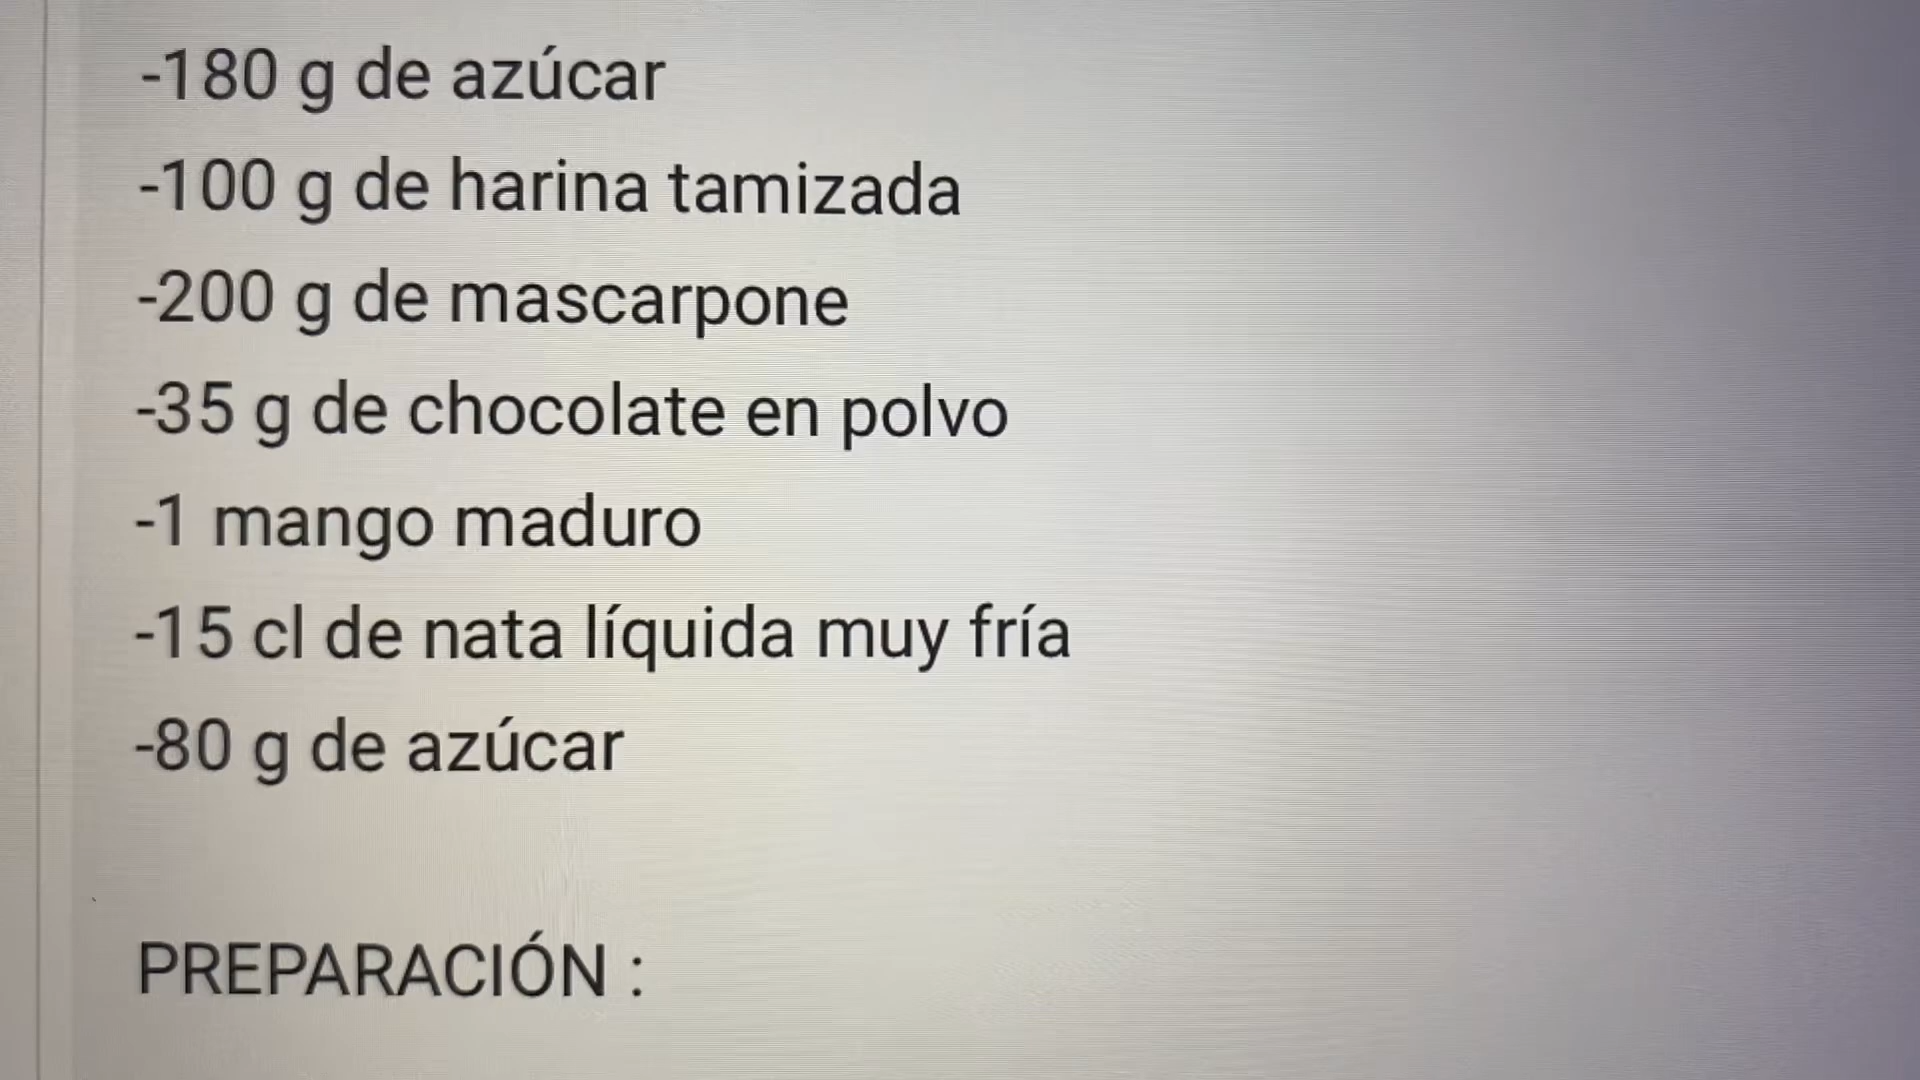 -180 g de azúcar
-100 g de harina tamizada
-200 g de mascarpone
-35 g de chocolate en polvo
-1 mango maduro
-15 cl de nata líquida muy fría
-80 g de azúcar
PREPARACIÓN :